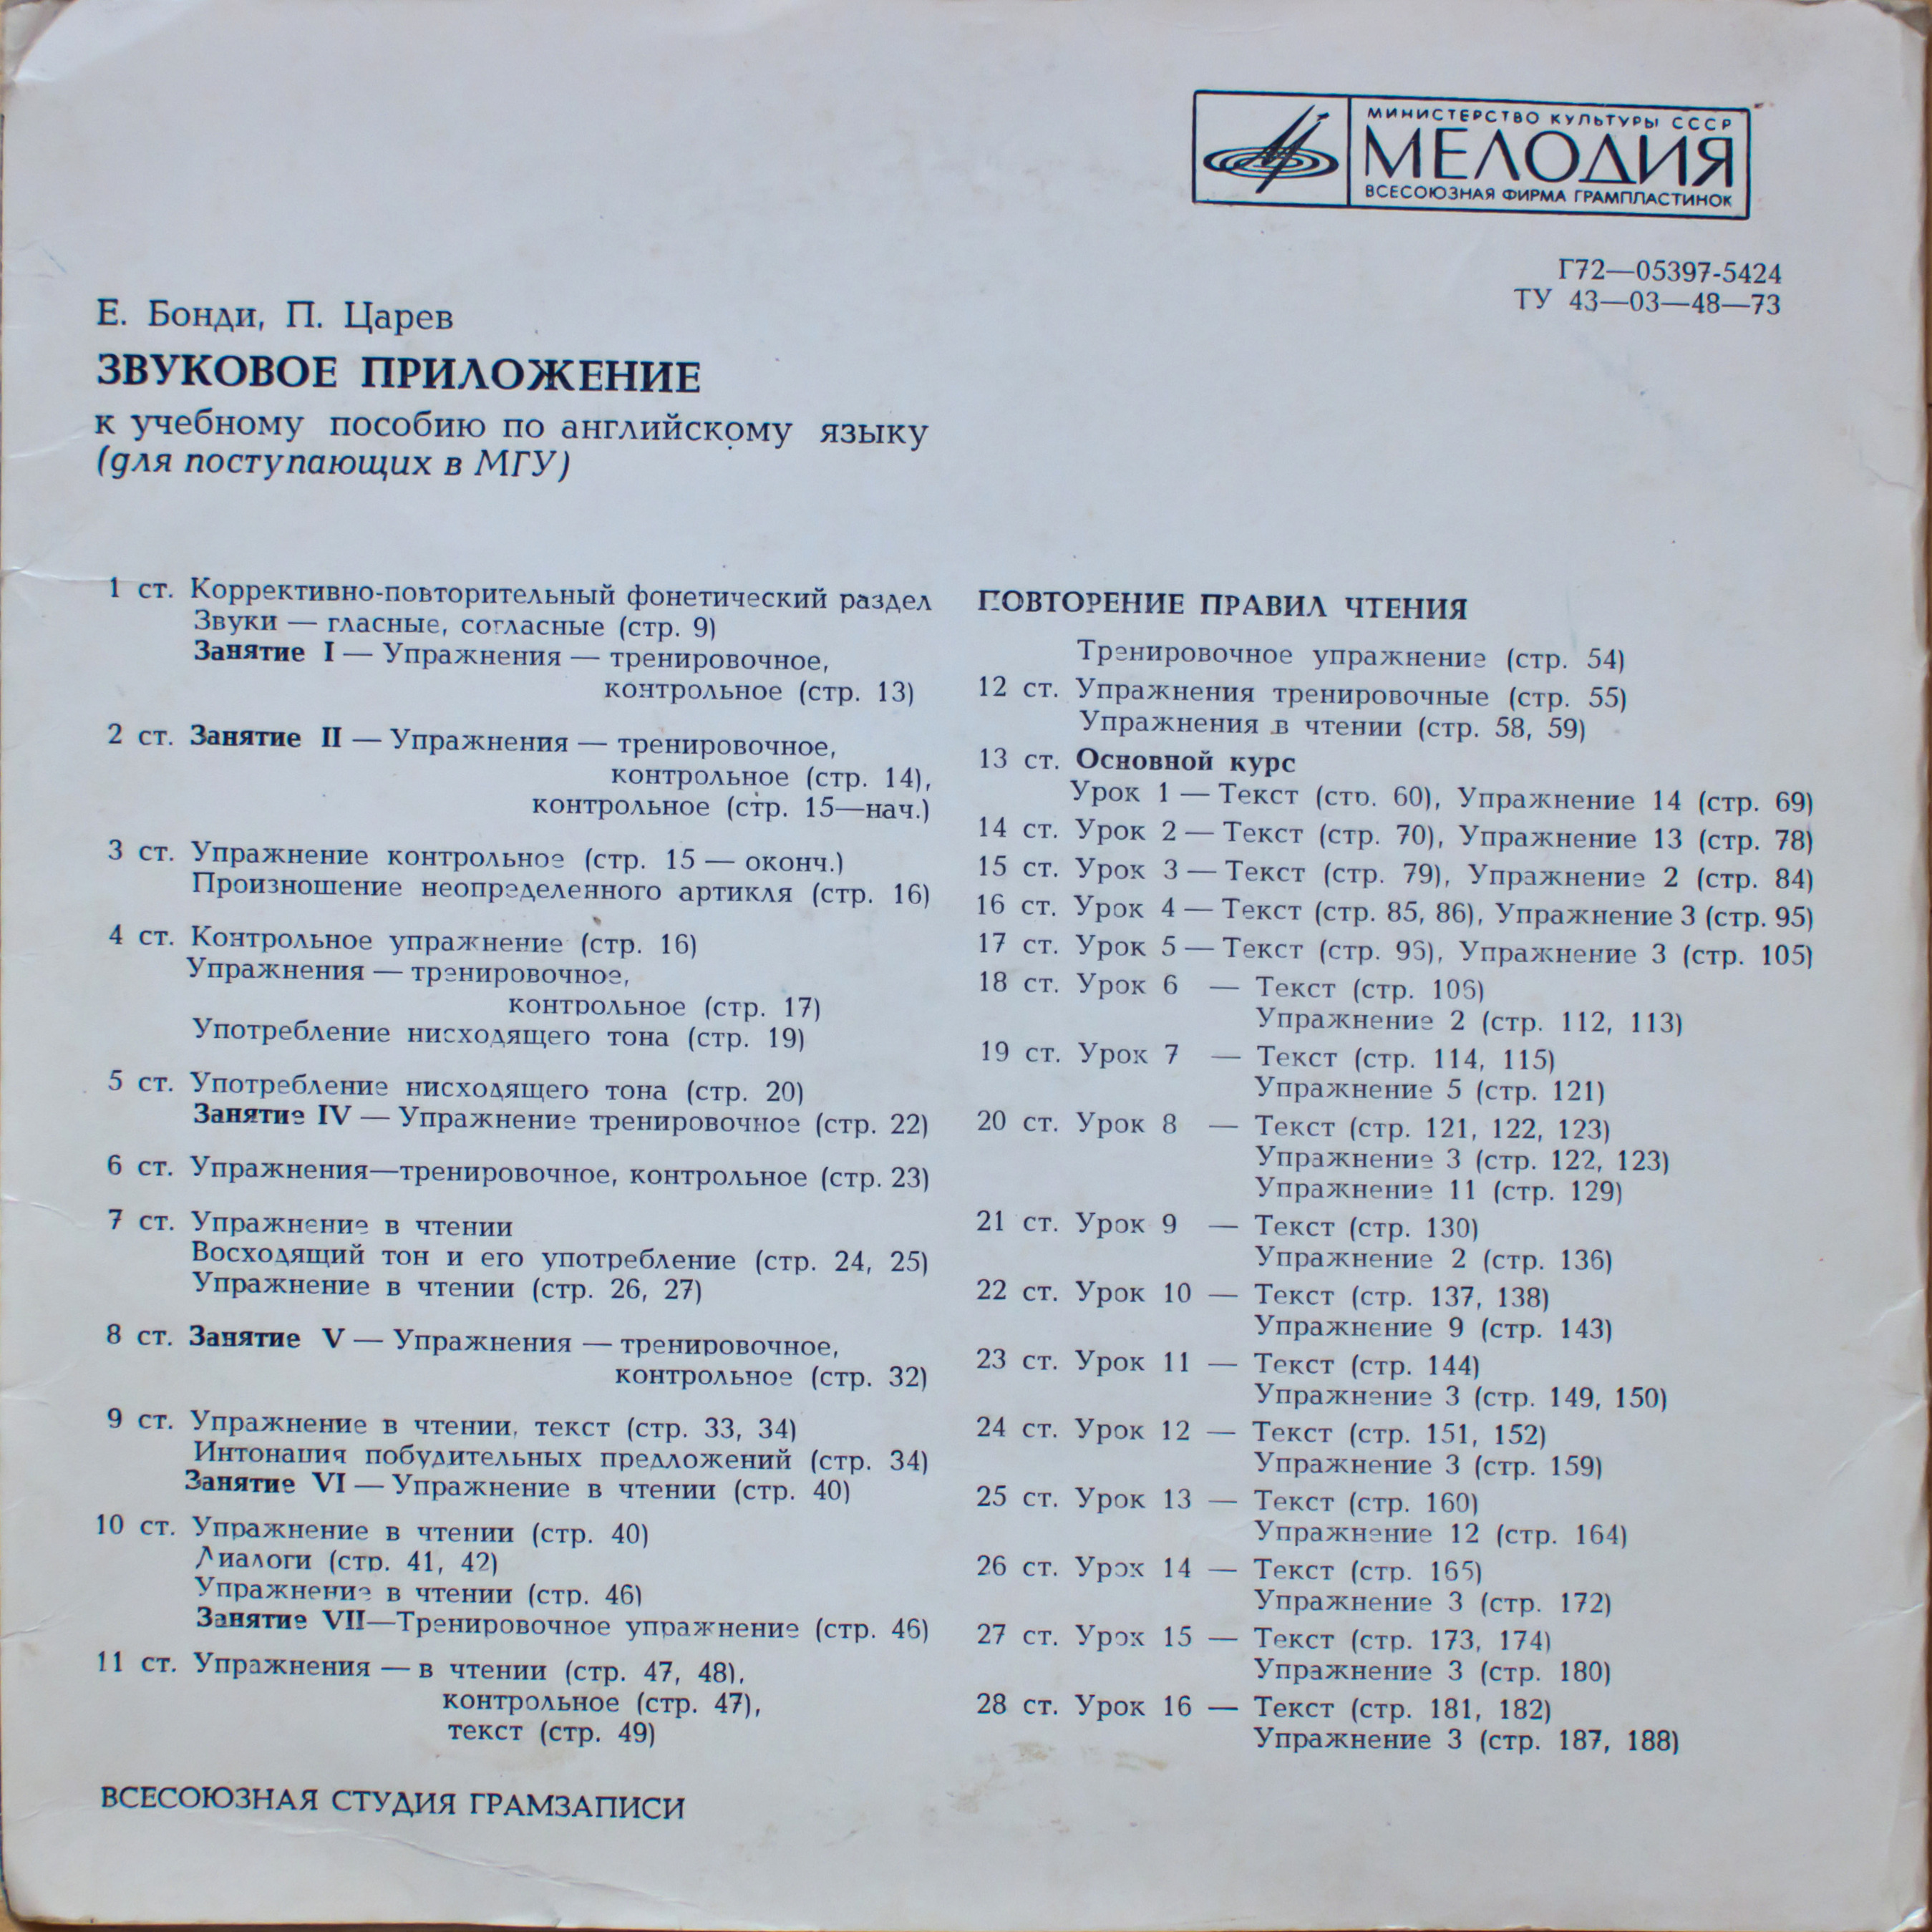 МИНИСТЕРСТВО КУЛЬТУРЫ СССР
МЕЛОДИЯ
ВСЕСОЮЗНАЯ ФИРМА ГРАМПЛАСТИНОК
Г72—05397-5424
ТУ 43—03—48—73
Е. Бонди, П. Царев
ЗВУКОВОЕ ПРИЛОЖЕНИЕ
к учебному пособию по английскому языку
(для поступающих в МГУ)
1 ст. Коррективно-повторительный фонетический раздел
Звуки — гласные, согласные (стр. 9)
Занятие I — Упражнения — тренировочное,
контрольное (стр. 13)
2 ст. Занятие II — Упражнения — тренировочное,
контрольное (стр. 14),
контрольное (стр. 15—нач.)
3 ст. Упражнение контрольное (стр. 15 — оконч.)
Произношение неопределенного артикля (стр. 16)
4 ст. Контрольное упражнение (стр. 16)
Упражнения — тренировочное,
контрольное (стр. 17)
Употребление нисходящего тона (стр. 19)
5 ст. Употребление нисходящего тона (стр. 20)
Занятие IV — Упражнение тренировочное (стр. 22)
6 ст. Упражнения—тренировочное, контрольное (стр. 23)
7 ст. Упражнение в чтении
Восходящий тон и его употребление (стр. 24, 25)
Упражнение в чтении (стр. 26, 27)
8 ст. Занятие V — Упражнения — тренировочное,
контрольное (стр. 32)
9 ст. Упражнение в чтении, текст (стр. 33, 34)
Интонация побудительных предложений (стр. 34)
Занятие VI — Упражнение в чтении (стр. 40)
10 ст. Упражнение в чтении (стр. 40)
Диалоги (стр. 41, 42)
Упражнение в чтении (стр. 46)
Занятие VII—Тренировочное упражнение (стр. 46)
11 ст. Упражнения — в чтении (стр. 47, 48),
контрольное (стр. 47),
текст (стр. 49)
ПОВТОРЕНИЕ ПРАВИЛ ЧТЕНИЯ
Тренировочное упражнение (стр. 54)
12 ст. Упражнения тренировочные (стр. 55)
Упражнения в чтении (стр. 58, 59)
13 ст. Основной курс
Урок 1 — Текст (стр. 60), Упражнение 14 (стр. 69)
14 ст. Урок 2 — Текст (стр. 70), Упражнение 13 (стр. 78)
15 ст. Урок 3 — Текст (стр. 79), Упражнение 2 (стр. 84)
16 ст. Урок 4 — Текст (стр. 85, 86), Упражнение 3 (стр. 95)
17 ст. Урок 5 — Текст (стр. 96), Упражнение 3 (стр. 105)
18 ст. Урок 6 — Текст (стр. 106)
Упражнение 2 (стр. 112, 113)
19 ст. Урок 7 — Текст (стр. 114, 115)
Упражнение 5 (стр. 121)
20 ст. Урок 8 — Текст (стр. 121, 122, 123)
Упражнение 3 (стр. 122, 123)
Упражнение 11 (стр. 129)
21 ст. Урок 9 — Текст (стр. 130)
Упражнение 2 (стр. 136)
22 ст. Урок 10 — Текст (стр. 137, 138)
Упражнение 9 (стр. 143)
23 ст. Урок 11 — Текст (стр. 144)
Упражнение 3 (стр. 149, 150)
24 ст. Урок 12 — Текст (стр. 151, 152)
Упражнение 3 (стр. 159)
25 ст. Урок 13 — Текст (стр. 160)
Упражнение 12 (стр. 164)
26 ст. Урок 14 — Текст (стр. 165)
Упражнение 3 (стр. 172)
27 ст. Урок 15 — Текст (стр. 173, 174)
Упражнение 3 (стр. 180)
28 ст. Урок 16 — Текст (стр. 181, 182)
Упражнение 3 (стр. 187, 188)
ВСЕСОЮЗНАЯ СТУДИЯ ГРАМЗАПИСИ